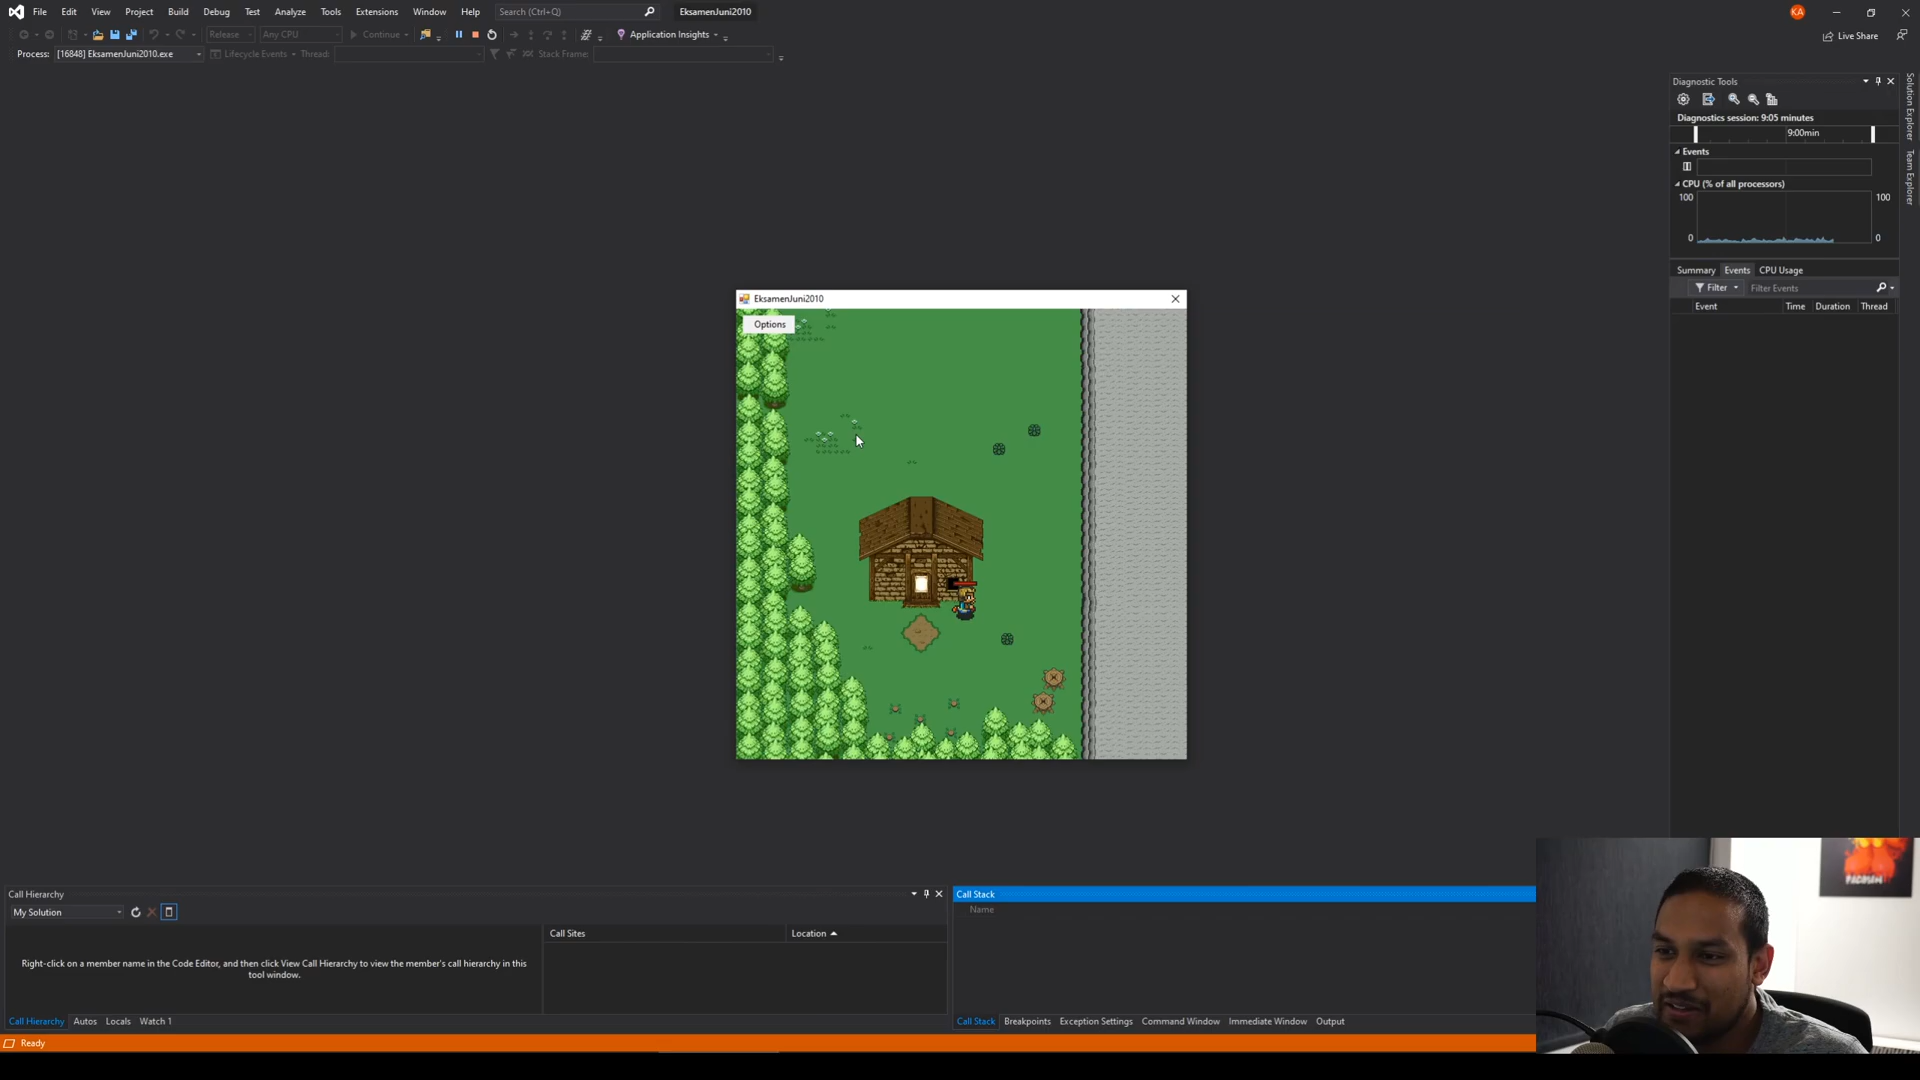 File Edit View Project Build Debug Test Analyze Tools Extensions Window Help Search (Ctrl+Q) EksamenJuni2010 KA
Release Any CPU Continue Application Insights Live Share
Process: [16848] EksamenJuni2010.exe Lifecycle Events Thread: Stack Frame:
Diagnostic Tools
Solution Explorer
Team Explorer
Diagnostics session: 9:05 minutes
9:00min
Events
CPU (% of all processors)
100 100
0 0
Summary Events CPU Usage
Filter Filter Events
Event Time Duration Thread
EksamenJuni2010
Options
Call Hierarchy
My Solution
Call Sites Location
Right-click on a member name in the Code Editor, and then click View Call Hierarchy to view the member's call hierarchy in this
tool window.
Call Hierarchy Autos Locals Watch 1
Call Stack
Name
Call Stack Breakpoints Exception Settings Command Window Immediate Window Output
Ready